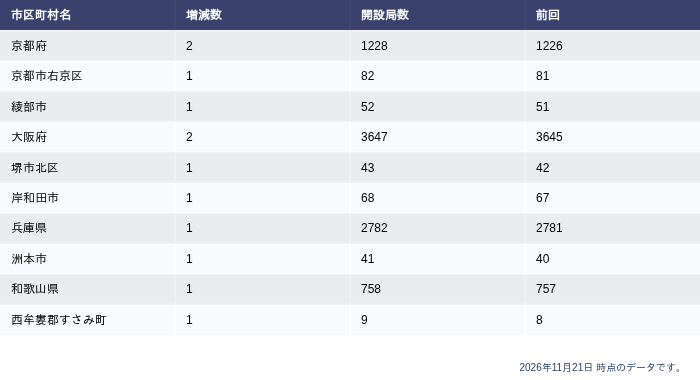 市区町村名 増減数 開設局数 前回
京都府 2 1228 1226
京都市右京区 1 82 81
綾部市 1 52 51
大阪府 2 3647 3645
堺市北区 1 43 42
岸和田市 1 68 67
兵庫県 1 2782 2781
洲本市 1 41 40
和歌山県 1 758 757
西牟婁郡すさみ町 1 9 8
2026年11月21日 時点のデータです。